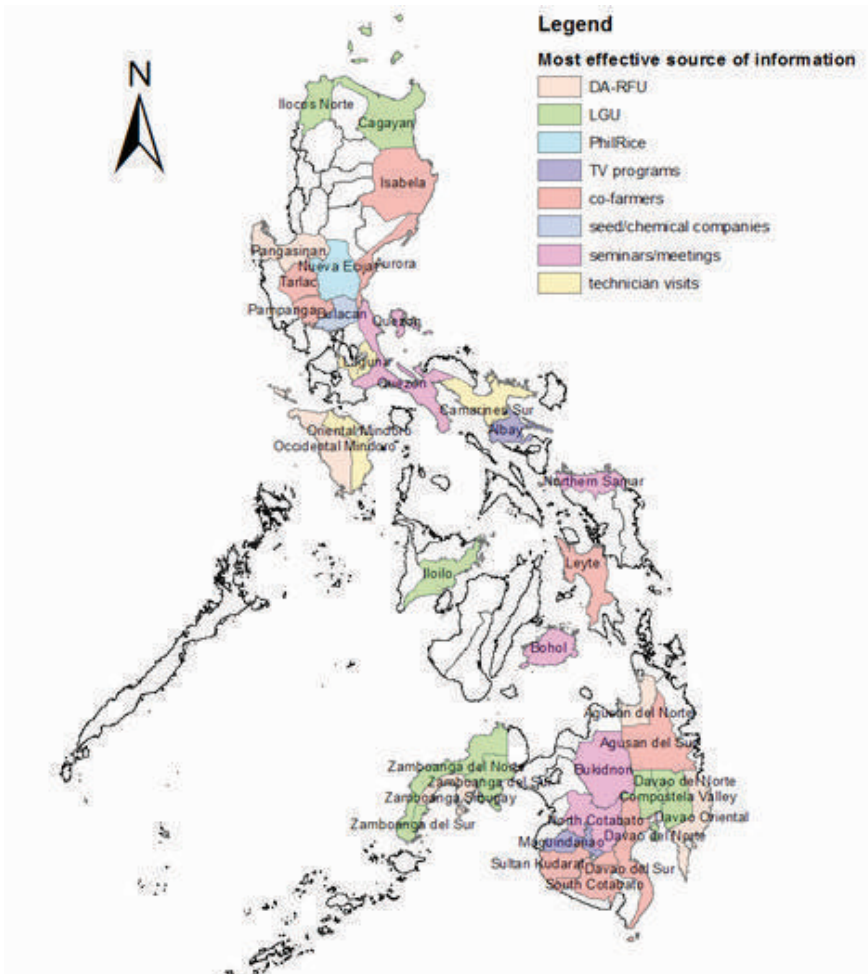 Legend
Most effective source of information
DA-RFU
LGU
PhilRice
TV programs
co-farmers
seed/chemical companies
seminars/meetings
technician visits
N
Ilocos Norte
Cagayan
Isabela
Pangasinan
Nueva Ecija
Aurora
Tarlac
Pampanga
Bulacan
Quezon
Laguna
Quezon
Camarines Sur
Albay
Oriental Mindoro
Occidental Mindoro
Northern Samar
Iloilo
Leyte
Bohol
Agusan del Norte
Agusan del Sur
Zamboanga del Norte
Bukidnon
Zamboanga del Sur
Davao del Norte
Zamboanga Sibugay
Compostela Valley
North Cotabato
Davao Oriental
Zamboanga del Sur
Davao del Norte
Maguindanao
Sultan Kudarat
Davao del Sur
South Cotabato